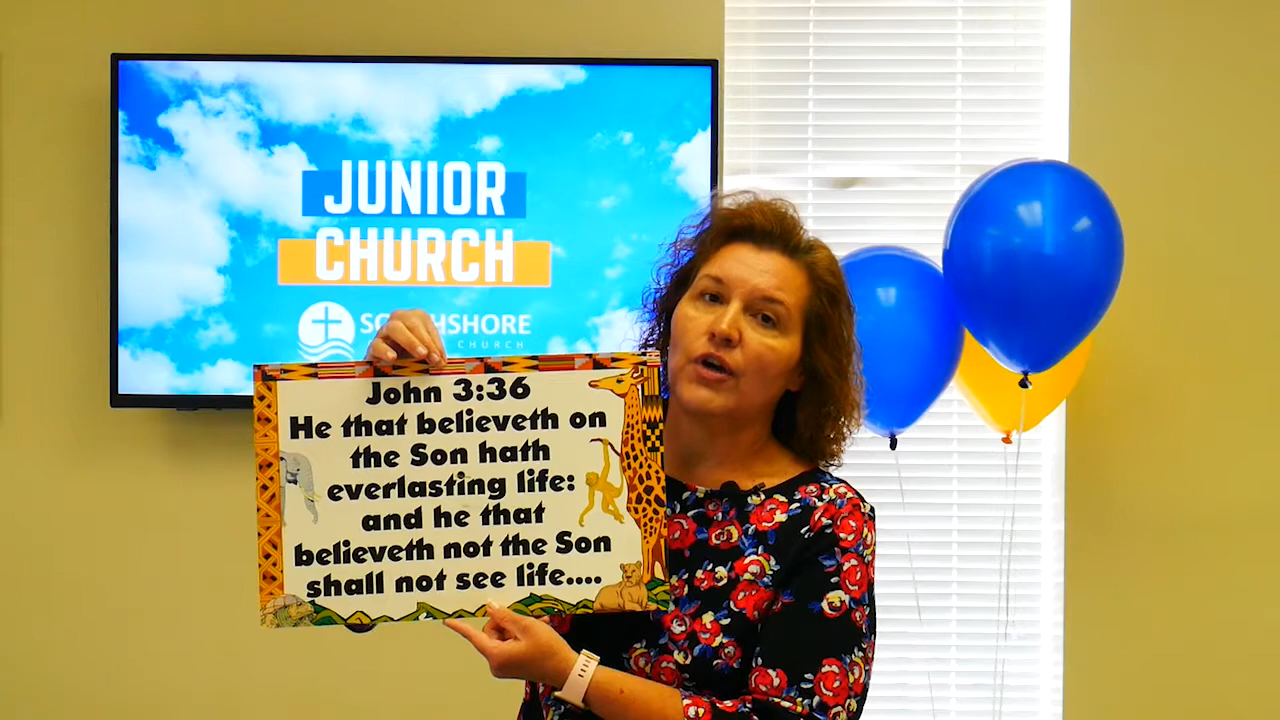 JUNIOR
CHURCH
CHURCH
John 3:36
He that believeth on
the Son hath
everlasting life:
and he that
believeth not the Son
shall not see life....